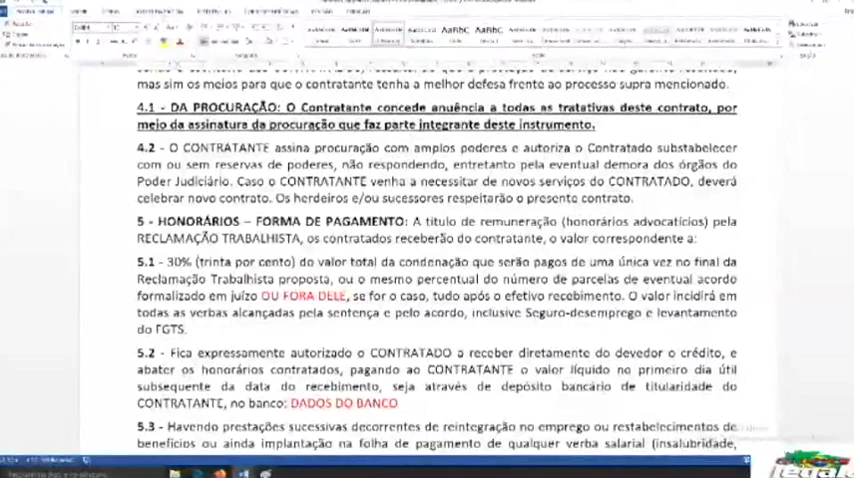 mas sim os meios para que o contratante tenha a melhor defesa frente ao processo supra mencionado.
4.1 - DA PROCURAÇÃO: O Contratante concede anuência a todas as tratativas deste contrato, por
meio da assinatura da procuração que faz parte integrante deste instrumento.
4.2 - O CONTRATANTE assina procuração com amplos poderes e autoriza o Contratado substabelecer
com ou sem reservas de poderes, não respondendo, entretanto pela eventual demora dos órgãos do
Poder Judiciário. Caso o CONTRATANTE venha a necessitar de novos serviços do CONTRATADO, deverá
celebrar novo contrato. Os herdeiros e/ou sucessores respeitarão o presente contrato.
5 - HONORÁRIOS – FORMA DE PAGAMENTO: A título de remuneração (honorários advocatícios) pela
RECLAMAÇÃO TRABALHISTA, os contratados receberão do contratante, o valor correspondente a:
5.1 - 30% (trinta por cento) do valor total da condenação que serão pagos de uma única vez no final da
Reclamação Trabalhista proposta, ou o mesmo percentual do número de parcelas de eventual acordo
formalizado em juízo OU FORA DELE, se for o caso, tudo após o efetivo recebimento. O valor incidirá em
todas as verbas alcançadas pela sentença e pelo acordo, inclusive Seguro-desemprego e levantamento
do FGTS.
5.2 - Fica expressamente autorizado o CONTRATADO a receber diretamente do devedor o crédito, e
abater os honorários contratados, pagando ao CONTRATANTE o valor líquido no primeiro dia útil
subsequente da data do recebimento, seja através de depósito bancário de titularidade do
CONTRATANTE, no banco: DADOS DO BANCO
5.3 - Havendo prestações sucessivas decorrentes de reintegração no emprego ou restabelecimentos de
benefícios ou ainda implantação na folha de pagamento de qualquer verba salarial (insalubridade,